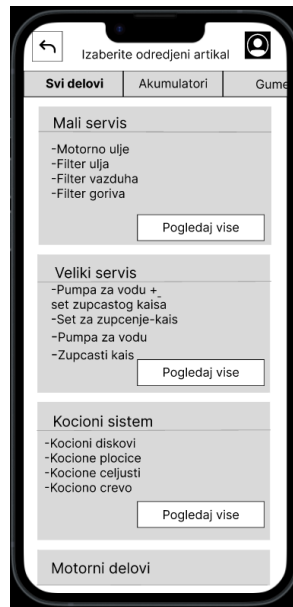 Izaberite odredjeni artikal
Svi delovi
Akumulatori
Gume
Mali servis
-Motorno ulje
-Filter ulja
-Filter vazduha
-Filter goriva
Pogledaj vise
Veliki servis
-Pumpa za vodu +_
set zupcastog kaisa
-Set za zupcenje-kais
-Pumpa za vodu
-Zupcasti kais
Pogledaj vise
Kocioni sistem
-Kocioni diskovi
-Kocione plocice
-Kocione celjusti
-Kociono crevo
Pogledaj vise
Motorni delovi